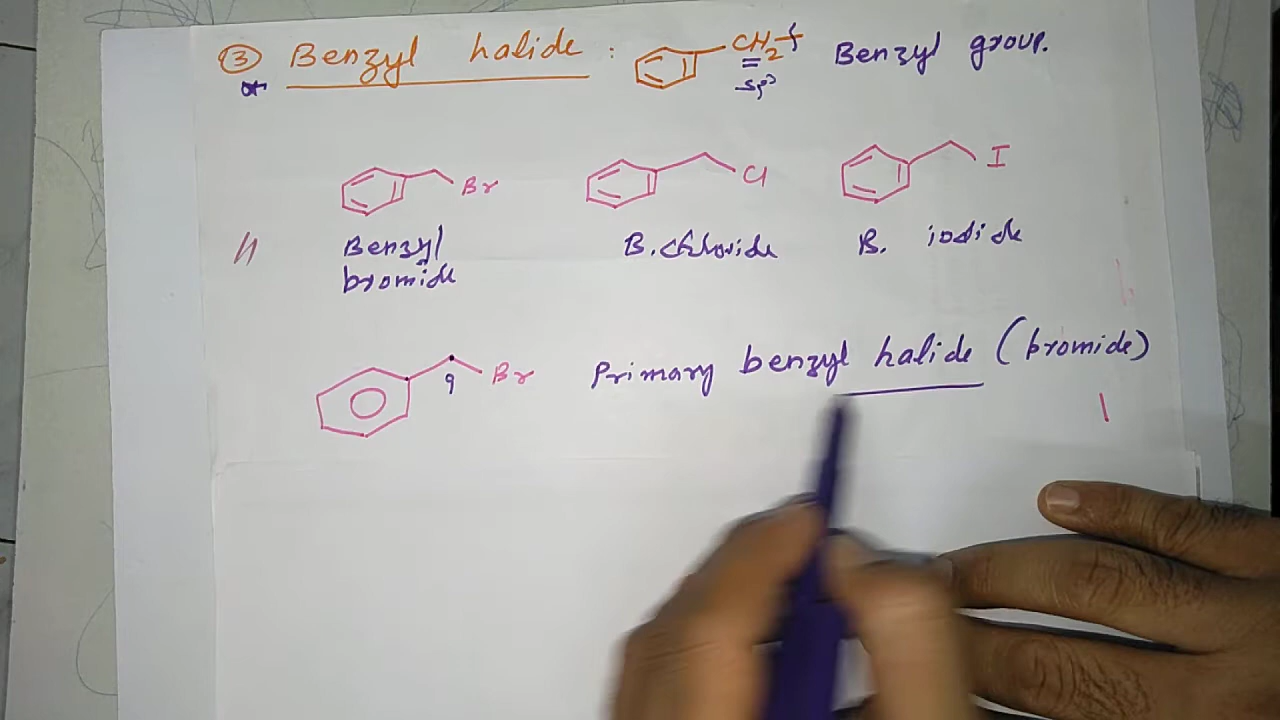 ③ Benzyl halide : CH2 Benzyl group.
sp3
Br Cl I
Benzyl bromide
B. chloride
B. iodide
Br Primary benzyl halide (bromide)